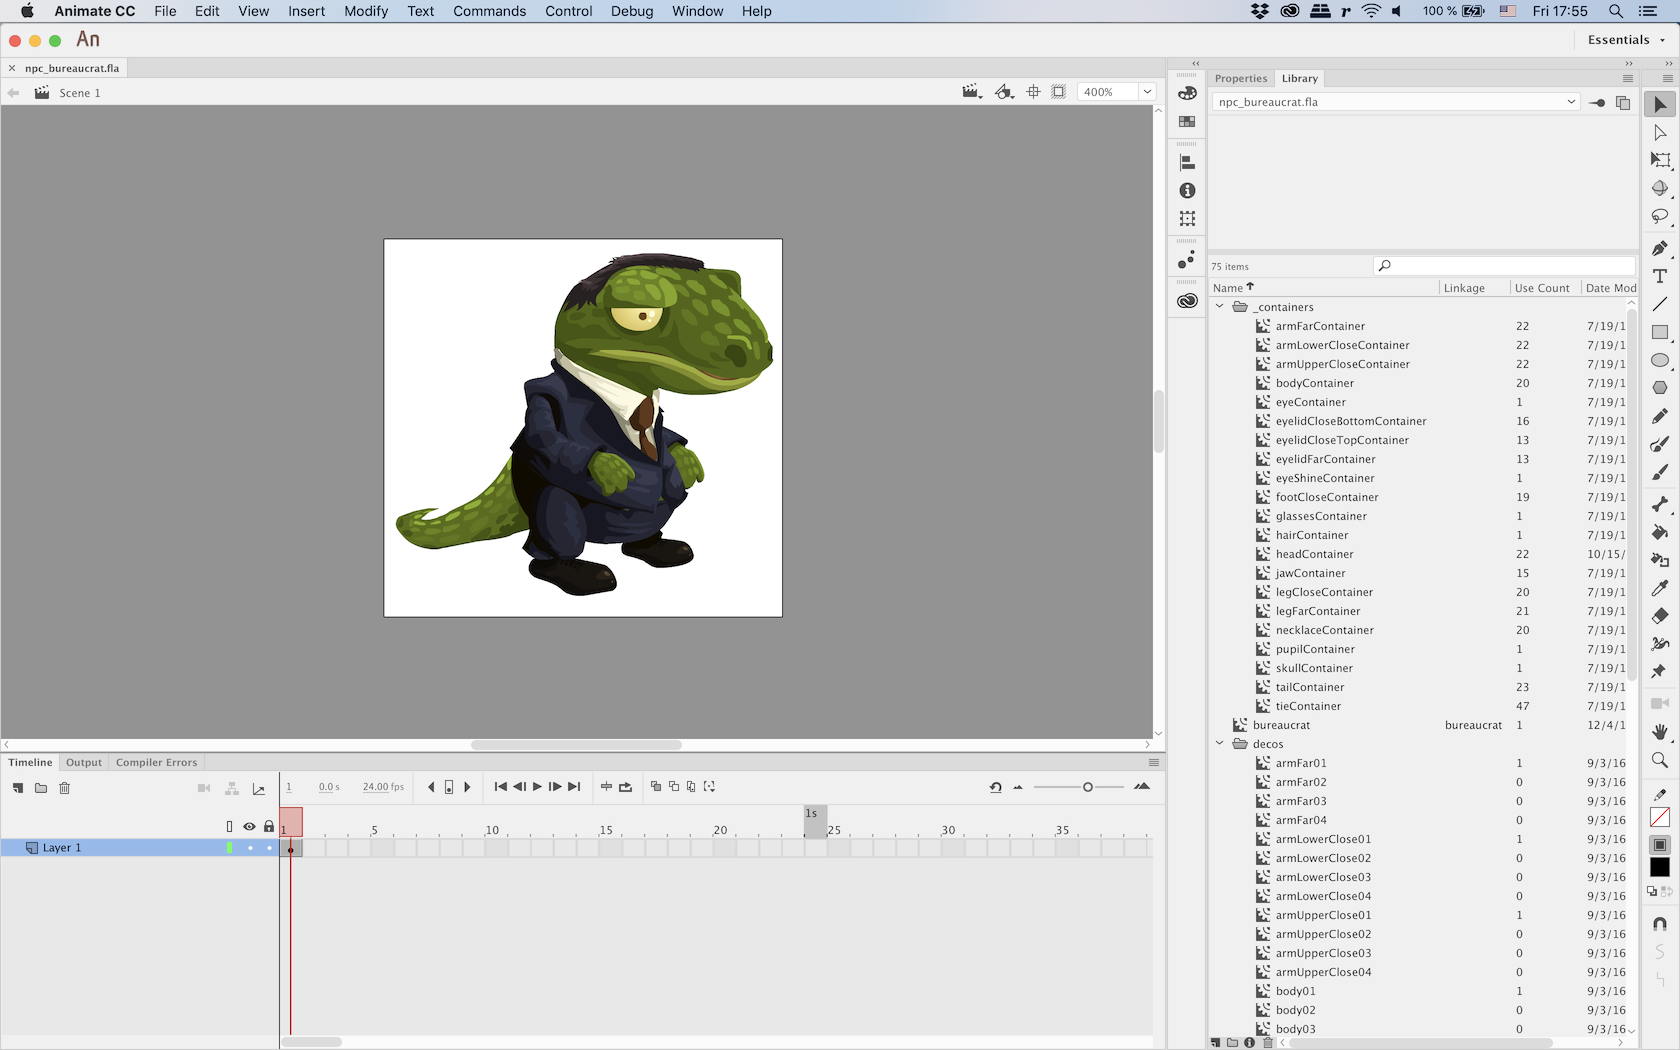 Animate CC File Edit View Insert Modify Text Commands Control Debug Window Help 100 % Fri 17:55
An Essentials
npc_bureaucrat.fla
Scene 1 400%
Properties Library
npc_bureaucrat.fla
75 items
Name Linkage Use Count Date Mod
_containers
armFarContainer 22 7/19/1
armLowerCloseContainer 22 7/19/1
armUpperCloseContainer 22 7/19/1
bodyContainer 20 7/19/1
eyeContainer 1 7/19/1
eyelidCloseBottomContainer 16 7/19/1
eyelidCloseTopContainer 13 7/19/1
eyelidFarContainer 13 7/19/1
eyeShineContainer 1 7/19/1
footCloseContainer 19 7/19/1
glassesContainer 1 7/19/1
hairContainer 1 7/19/1
headContainer 22 10/15/
jawContainer 15 7/19/1
legCloseContainer 20 7/19/1
legFarContainer 21 7/19/1
necklaceContainer 20 7/19/1
pupilContainer 1 7/19/1
skullContainer 1 7/19/1
tailContainer 23 7/19/1
tieContainer 47 7/19/1
bureaucrat bureaucrat 1 12/4/1
decos
armFar01 1 9/3/16
armFar02 0 9/3/16
armFar03 0 9/3/16
armFar04 0 9/3/16
armLowerClose01 1 9/3/16
armLowerClose02 0 9/3/16
armLowerClose03 0 9/3/16
armLowerClose04 0 9/3/16
armUpperClose01 1 9/3/16
armUpperClose02 0 9/3/16
armUpperClose03 0 9/3/16
armUpperClose04 0 9/3/16
body01 1 9/3/16
body02 0 9/3/16
body03 0 9/3/16
Timeline Output Compiler Errors
1 0.0 s 24.00 fps
1s
1 5 10 15 20 25 30 35
Layer 1